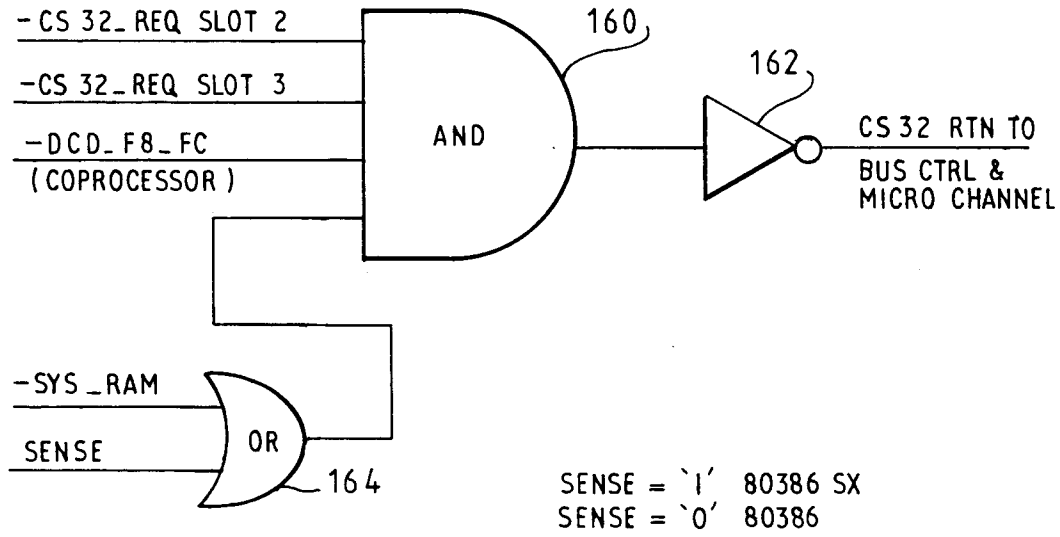 -CS 32_REQ SLOT 2
160
-CS 32_REQ SLOT 3
162
-DCD_F8_FC
(COPROCESSOR)
AND
CS 32 RTN TO
BUS CTRL &
MICRO CHANNEL
-SYS_RAM
SENSE
OR
164
SENSE = `1' 80386 SX
SENSE = `0' 80386